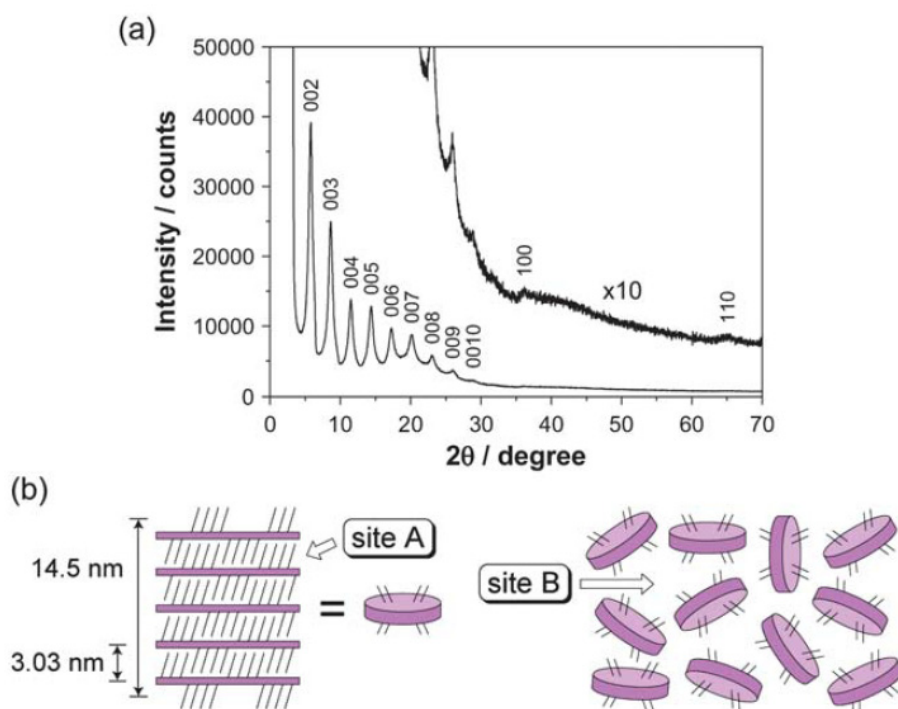 (a)
50000
40000
30000
20000
10000
0
Intensity / counts
002
003
004
005
006
007
008
009
0010
100
x10
110
0 10 20 30 40 50 60 70
2θ / degree
(b)
14.5 nm
3.03 nm
site A
=
site B